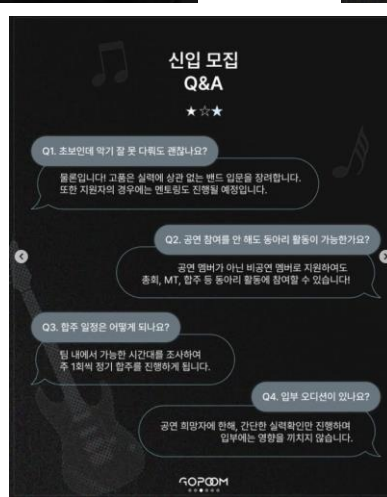 신입 모집
Q&A
★☆★
Q1. 초보인데 악기 잘 못 다뤄도 괜찮나요?
물론입니다! 고품은 실력에 상관 없는 밴드 입문을 장려합니다.
또한 지원자의 경우에는 멘토링도 진행될 예정입니다.
Q2. 공연 참여를 안 해도 동아리 활동이 가능한가요?
공연 멤버가 아닌 비공연 멤버로 지원하여도
총회, MT, 합주 등 동아리 활동에 참여할 수 있습니다!
Q3. 합주 일정은 어떻게 되나요?
팀 내에서 가능한 시간대를 조사하여
주 1회씩 정기 합주를 진행하게 됩니다.
Q4. 입부 오디션이 있나요?
공연 희망자에 한해, 간단한 실력확인만 진행하며
입부에는 영향을 끼치지 않습니다.
GOPOOM